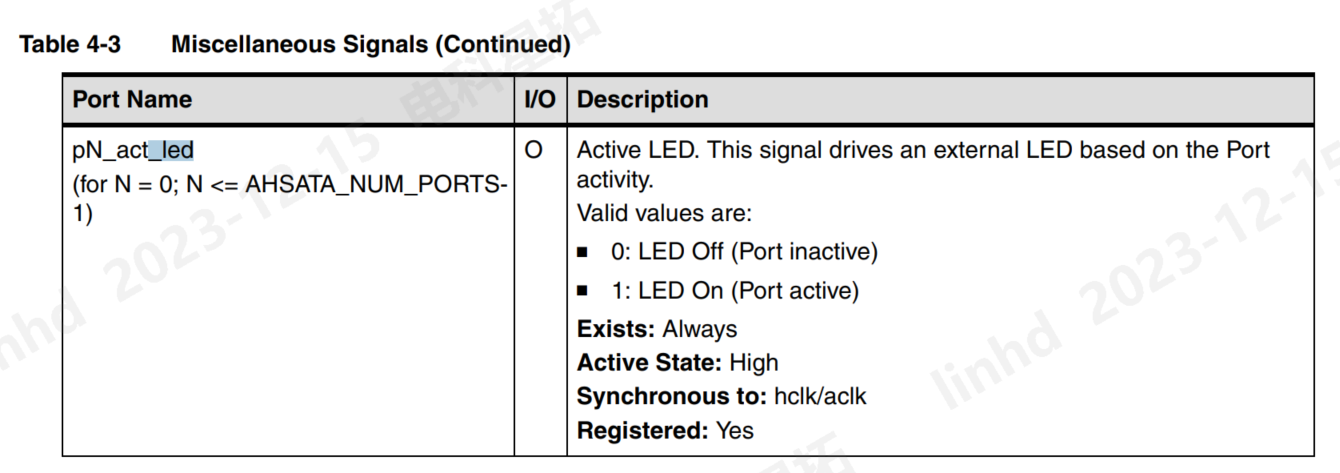 Table 4-3 Miscellaneous Signals (Continued)
Port Name I/O Description
pN_act_led
(for N = 0; N <= AHSATA_NUM_PORTS-
1)
O
Active LED. This signal drives an external LED based on the Port
activity.
Valid values are:
■ 0: LED Off (Port inactive)
■ 1: LED On (Port active)
Exists: Always
Active State: High
Synchronous to: hclk/aclk
Registered: Yes
linhd 2023-12-15 电科星拓
linhd 2023-12-15
星拓